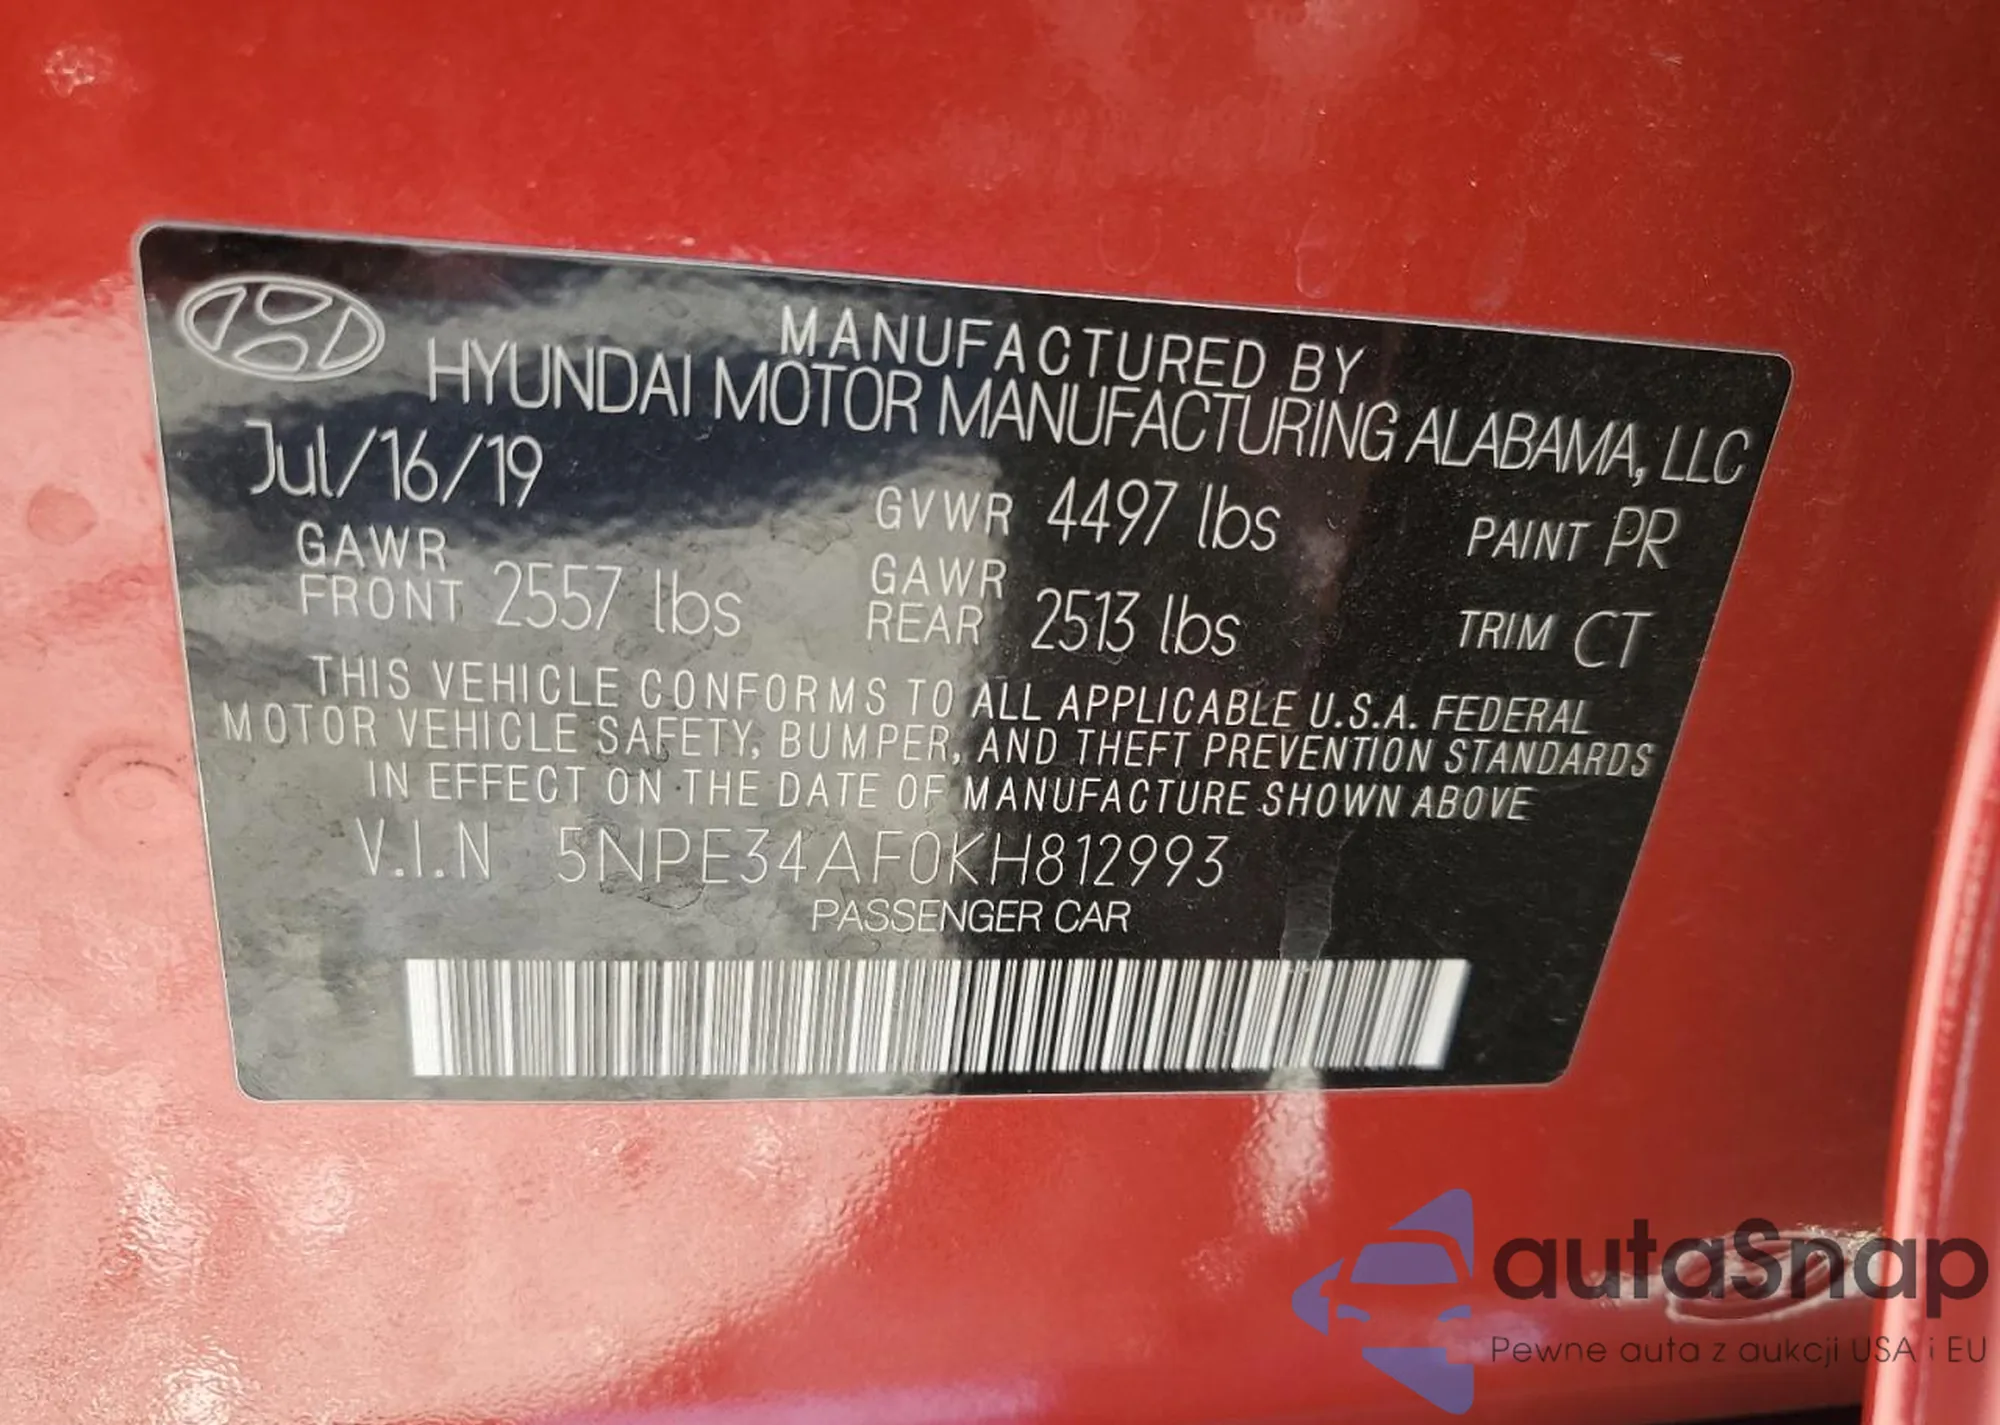 MANUFACTURED BY
HYUNDAI MOTOR MANUFACTURING ALABAMA, LLC
Jul/16/19
GVWR 4497 lbs
PAINT PR
GAWR FRONT 2557 lbs
GAWR REAR 2513 lbs
TRIM CT
THIS VEHICLE CONFORMS TO ALL APPLICABLE U.S.A. FEDERAL
MOTOR VEHICLE SAFETY, BUMPER, AND THEFT PREVENTION STANDARDS
IN EFFECT ON THE DATE OF MANUFACTURE SHOWN ABOVE
V.I.N 5NPE34AF0KH812993
PASSENGER CAR
autaSnap
Pewne auta z aukcji USA i EU